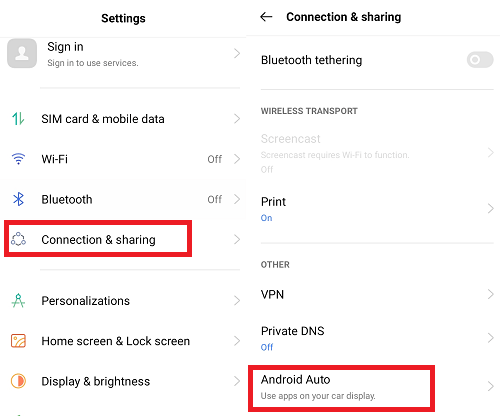 Settings
Sign in
Sign in to use services.
SIM card & mobile data
Wi-Fi
Off
Bluetooth
Off
Connection & sharing
Personalizations
Home screen & Lock screen
Display & brightness
Connection & sharing
Bluetooth tethering
WIRELESS TRANSPORT
Screencast
Screencast requires Wi-Fi to function.
Off
Print
On
OTHER
VPN
Private DNS
Off
Android Auto
Use apps on your car display.